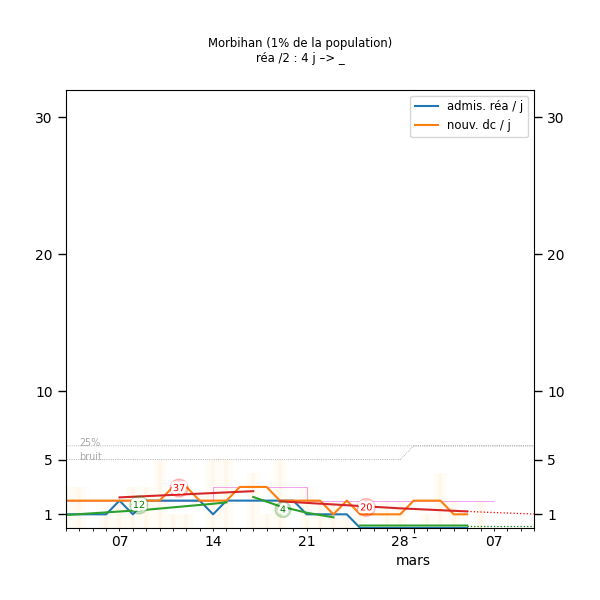 Morbihan (1% de la population)
réa /2 : 4 j –> _
admis. réa / j
nouv. dc / j
30 30
20 20
10 10
25%
bruit
5 5
37
12
4
20
1 1
07 14 21 28 07
mars